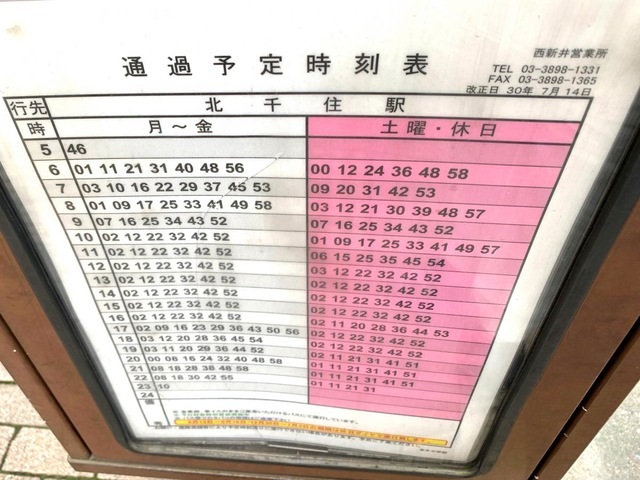 通過予定時刻表
西新井営業所
TEL 03-3898-1331
FAX 03-3898-1365
改正日 30年 7月 14日
行先 北千住駅
時 月～金 土曜・休日
5 46
6 01 11 21 31 40 48 56 00 12 24 36 48 58
7 03 10 16 22 29 37 45 53 09 20 31 42 53
8 01 09 17 25 33 41 49 58 03 12 21 30 39 48 57
9 07 16 25 34 43 52 07 16 25 34 43 52
10 02 12 22 32 42 52 01 09 17 25 33 41 49 57
11 02 12 22 32 42 52 06 15 25 35 45 54
12 02 12 22 32 42 52 03 12 22 32 42 52
13 02 12 22 32 42 52 02 12 22 32 42 52
14 02 12 22 32 42 52 02 12 22 32 42 52
15 02 12 22 32 42 52 02 12 22 32 42 52
16 02 12 22 32 42 52 02 12 22 32 42 52
17 02 09 16 23 29 36 43 50 56 02 11 20 28 36 44 53
18 03 12 20 28 36 45 54 02 12 22 32 42 52
19 03 11 20 29 44 52 02 12 22 32 42 52
20 00 08 16 24 32 40 48 58 02 11 21 31 41 51
21 08 18 28 38 48 58 01 11 21 31 41 51
22 08 18 30 42 55 01 11 21 31 41 51
23 10 01 11 21 31
24